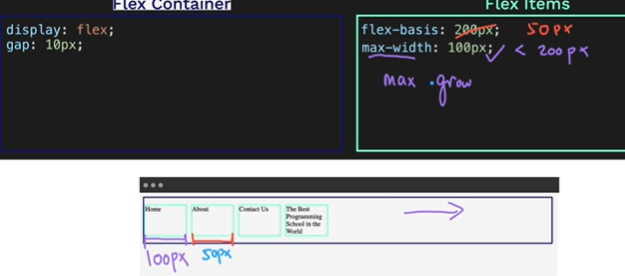 Flex Container
Flex Items
display: flex;
gap: 10px;
flex-basis: 200px; 50px
max-width: 100px; < 200px
max · grow
Home
About
Contact Us
The Best
Programming
School in the
World
100px
50px